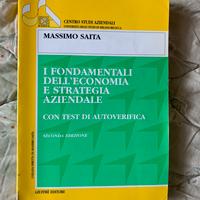 CENTRO STUDI AZIENDALI
MASSIMO SAITA
I FONDAMENTALI
DELL'ECONOMIA
E STRATEGIA
AZIENDALE
CON TEST DI AUTOVERIFICA
SECONDA EDIZIONE
GIUFFRÈ EDITORE